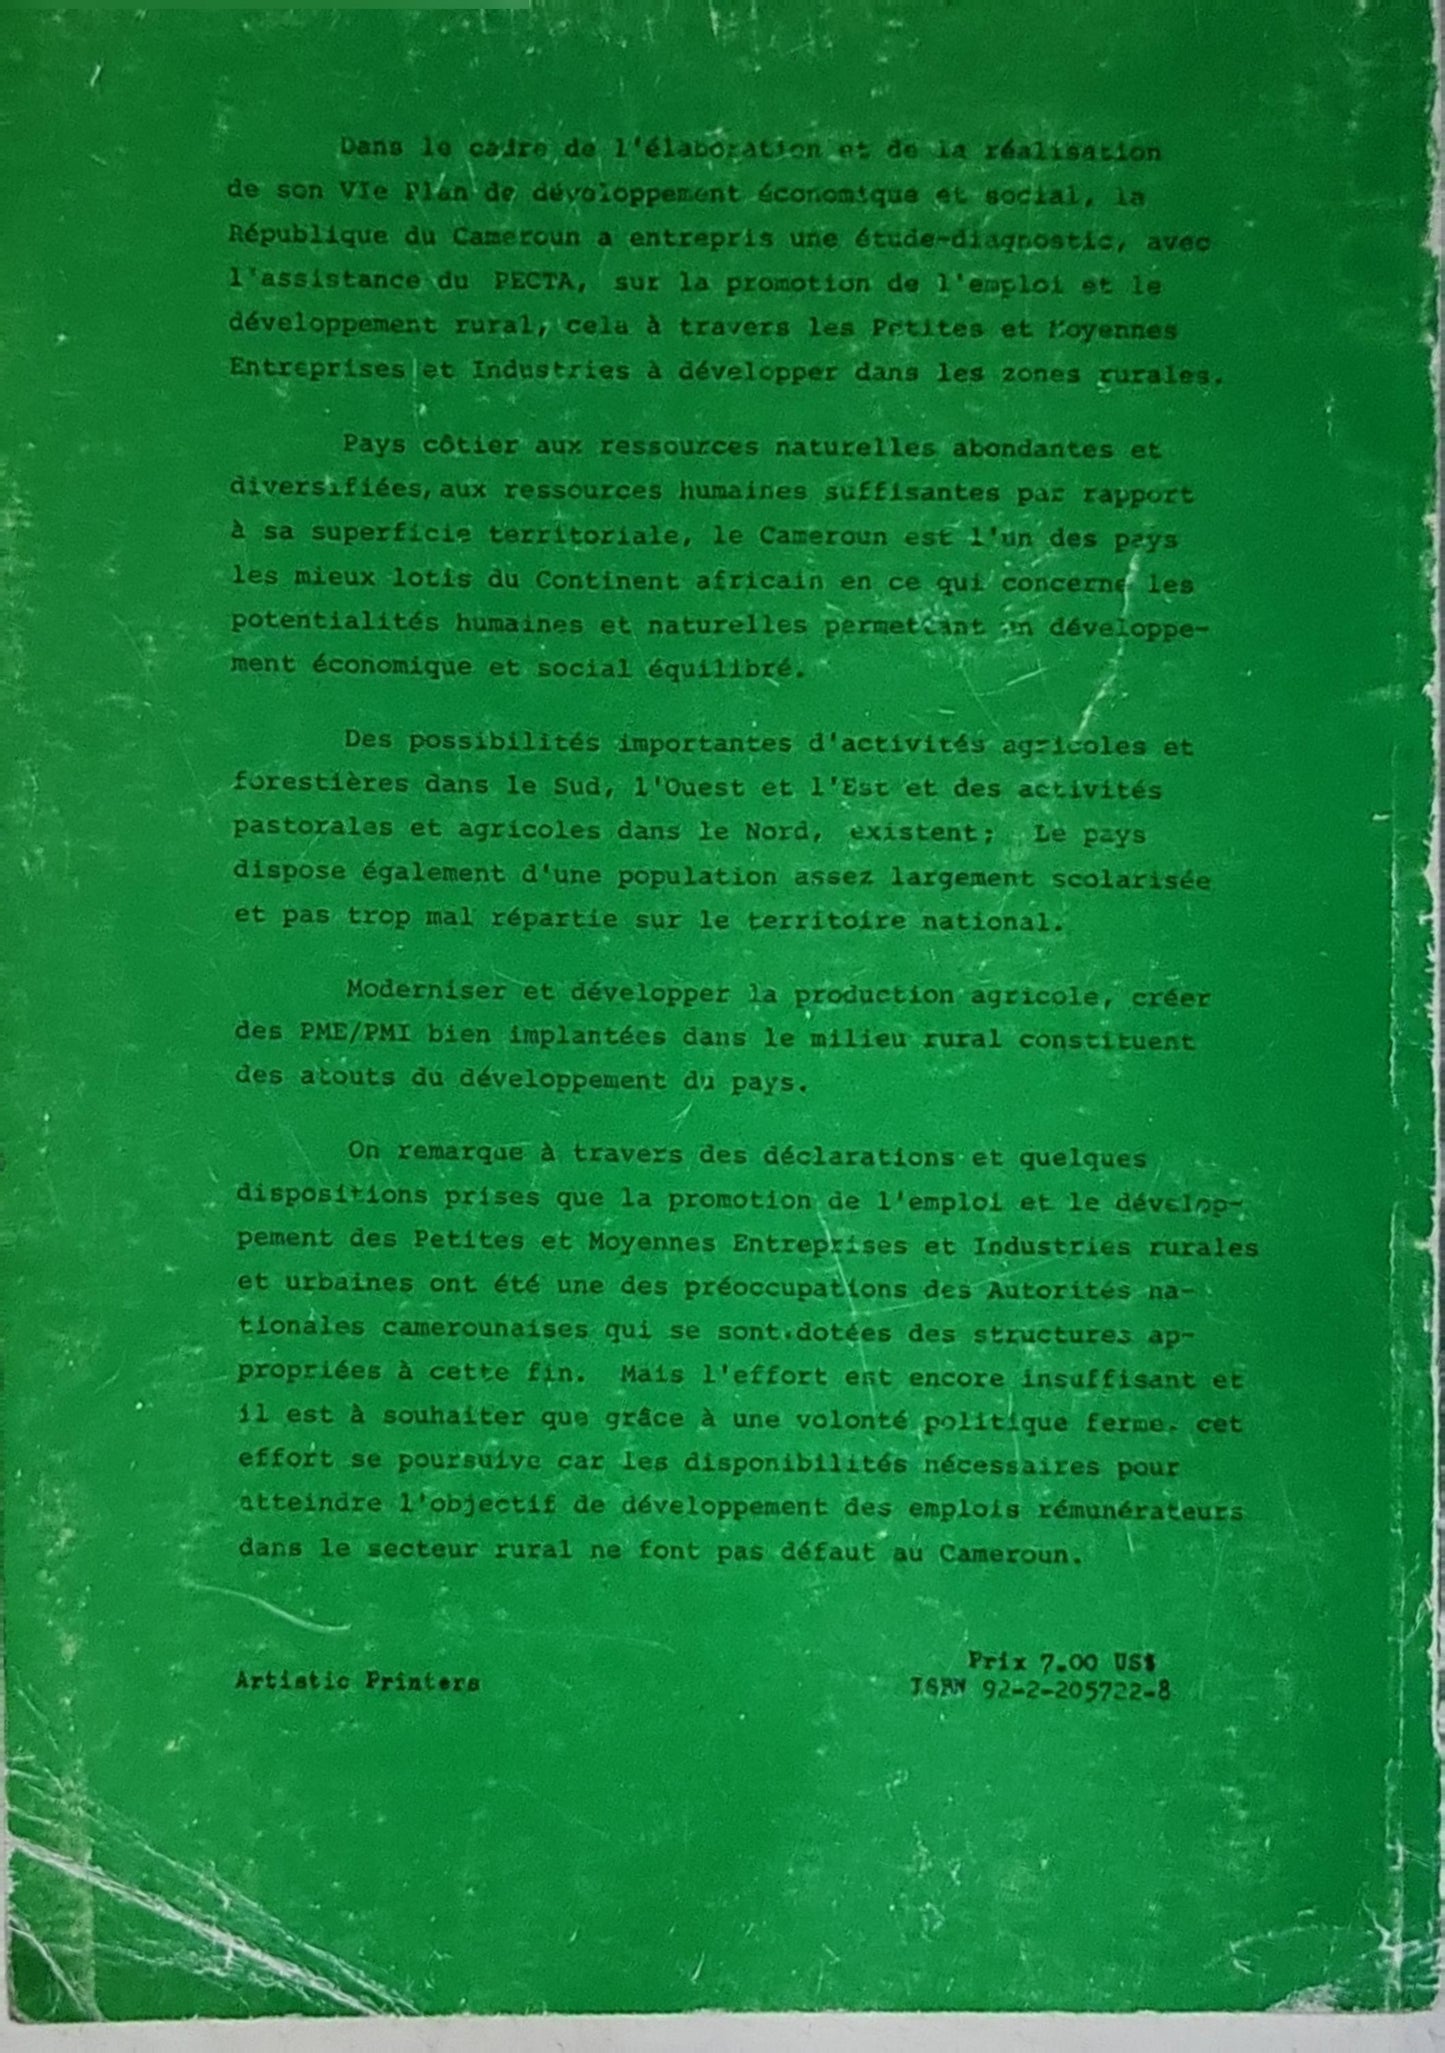 Dans le cadre de l'élaboration et de la réalisation
de son VIe Plan de développement économique et social, la
République du Cameroun a entrepris une étude-diagnostic, avec
l'assistance du PECTA, sur la promotion de l'emploi et le
développement rural, cela à travers les Petites et Moyennes
Entreprises et Industries à développer dans les zones rurales.
Pays côtier aux ressources naturelles abondantes et
diversifiées, aux ressources humaines suffisantes par rapport
à sa superficie territoriale, le Cameroun est l'un des pays
les mieux lotis du Continent africain en ce qui concerne les
potentialités humaines et naturelles permettant un développe-
ment économique et social équilibré.
Des possibilités importantes d'activités agricoles et
forestières dans le Sud, l'Ouest et l'Est et des activités
pastorales et agricoles dans le Nord, existent; Le pays
dispose également d'une population assez largement scolarisée
et pas trop mal répartie sur le territoire national.
Moderniser et développer la production agricole, créer
des PME/PMI bien implantées dans le milieu rural constituent
des atouts du développement du pays.
On remarque à travers des déclarations et quelques
dispositions prises que la promotion de l'emploi et le dévelop-
pement des Petites et Moyennes Entreprises et Industries rurales
et urbaines ont été une des préoccupations des Autorités na-
tionales camerounaises qui se sont dotées des structures ap-
propriées à cette fin. Mais l'effort est encore insuffisant et
il est à souhaiter que grâce à une volonté politique ferme, cet
effort se poursuive car les disponibilités nécessaires pour
atteindre l'objectif de développement des emplois rémunérateurs
dans le secteur rural ne font pas défaut au Cameroun.
Prix 7.00 US$
Artistic Printers
ISBN 92-2-205722-8